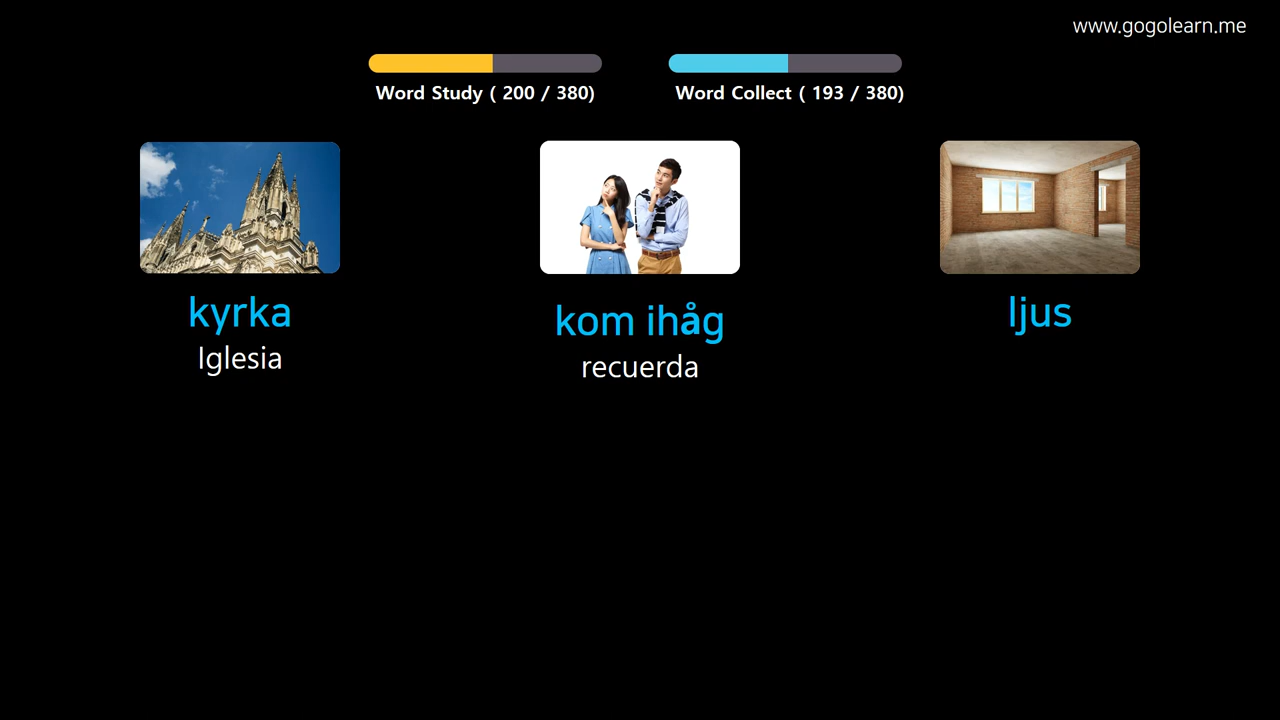 www.gogolearn.me
Word Study ( 200 / 380)
Word Collect ( 193 / 380)
kyrka
Iglesia
kom ihåg
recuerda
ljus